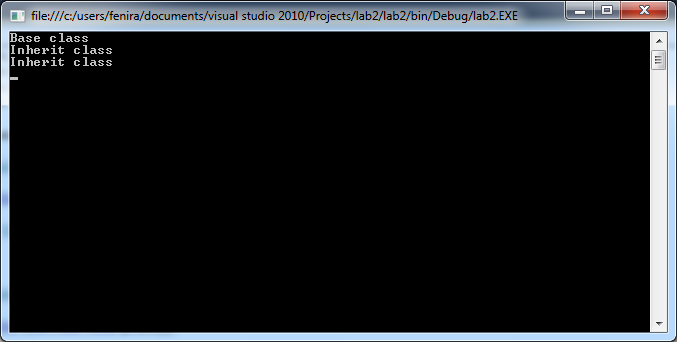 file:///c:/users/fenira/documents/visual studio 2010/Projects/lab2/lab2/bin/Debug/lab2.EXE
Base class
Inherit class
Inherit class